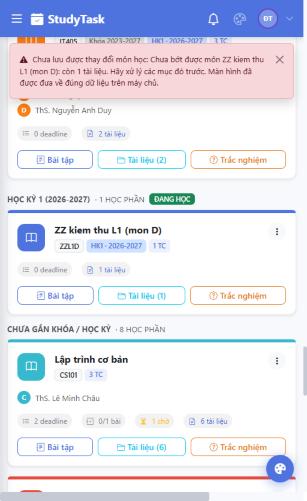 StudyTask
ĐT
IT405 Khóa 2023-2027 HK1 - 2026-2027 3 TC
Chưa lưu được thay đổi môn học: Chưa bớt được môn ZZ kiem
thu L1 (mon D): còn 1 tài liệu. Hãy xử lý các mục đó trước. Màn hình đã
được đưa về đúng dữ liệu trên máy chủ.
D ThS. Nguyễn Anh Duy
0 deadline 2 tài liệu
Bài tập Tài liệu (2) Trắc nghiệm
HỌC KỲ 1 (2026-2027) · 1 HỌC PHẦN ĐANG HỌC
ZZ kiem thu L1 (mon D)
ZZL1D HK1 - 2026-2027 1 TC
0 deadline 1 tài liệu
Bài tập Tài liệu (1) Trắc nghiệm
CHƯA GẮN KHÓA / HỌC KỲ · 8 HỌC PHẦN
Lập trình cơ bản
CS101 3 TC
C ThS. Lê Minh Châu
2 deadline 0/1 bài 1 chờ 6 tài liệu
Bài tập Tài liệu (6) Trắc nghiệm